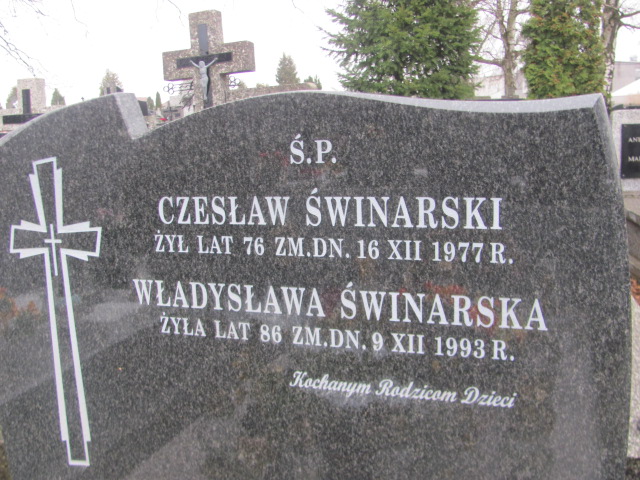 Ś.P.
CZESŁAW ŚWINARSKI
ŻYŁ LAT 76 ZM.DN. 16 XII 1977 R.
WŁADYSŁAWA ŚWINARSKA
ŻYŁA LAT 86 ZM.DN. 9 XII 1993 R.
Kochanym Rodzicom Dzieci